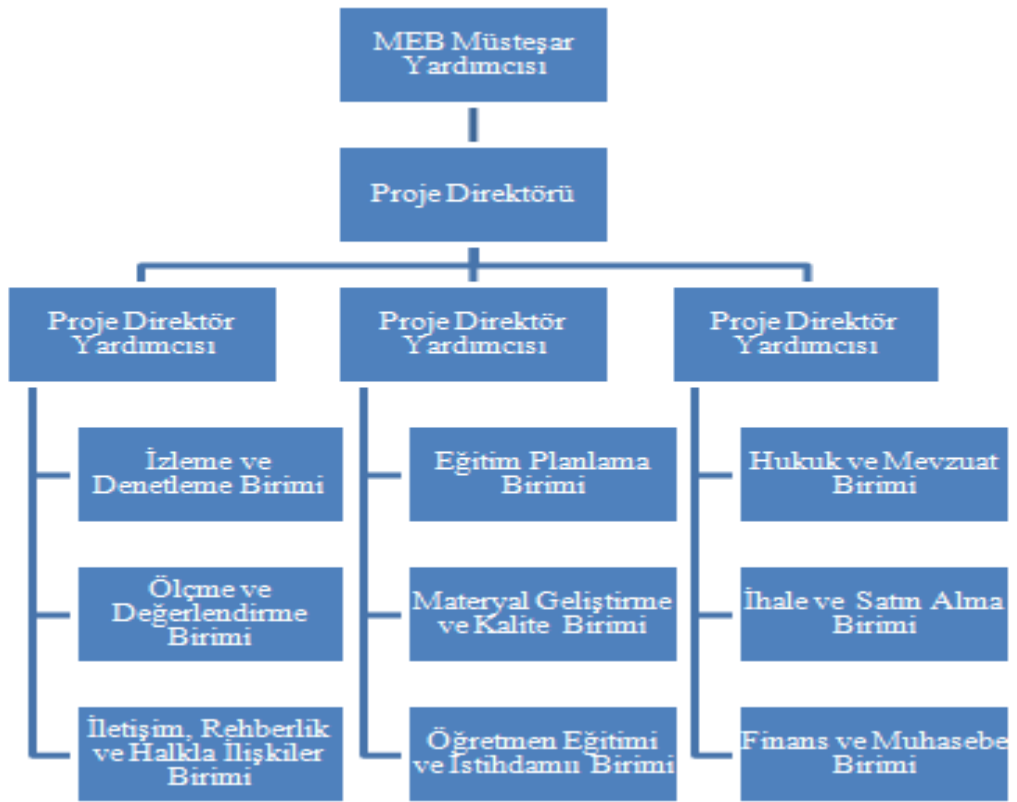 MEB Müsteşar
Yardımcısı
Proje Direktörü
Proje Direktör
Yardımcısı
İzleme ve
Denetleme Birimi
Ölçme ve
Değerlendirme
Birimi
İletişim, Rehberlik
ve Halkla İlişkiler
Birimi
Proje Direktör
Yardımcısı
Eğitim Planlama
Birimi
Materyal Geliştirme
ve Kalite Birimi
Öğretmen Eğitimi
ve İstihdamıı Birimi
Proje Direktör
Yardımcısı
Hukuk ve Mevzuat
Birimi
İhale ve Satın Alma
Birimi
Finans ve Muhasebe
Birimi